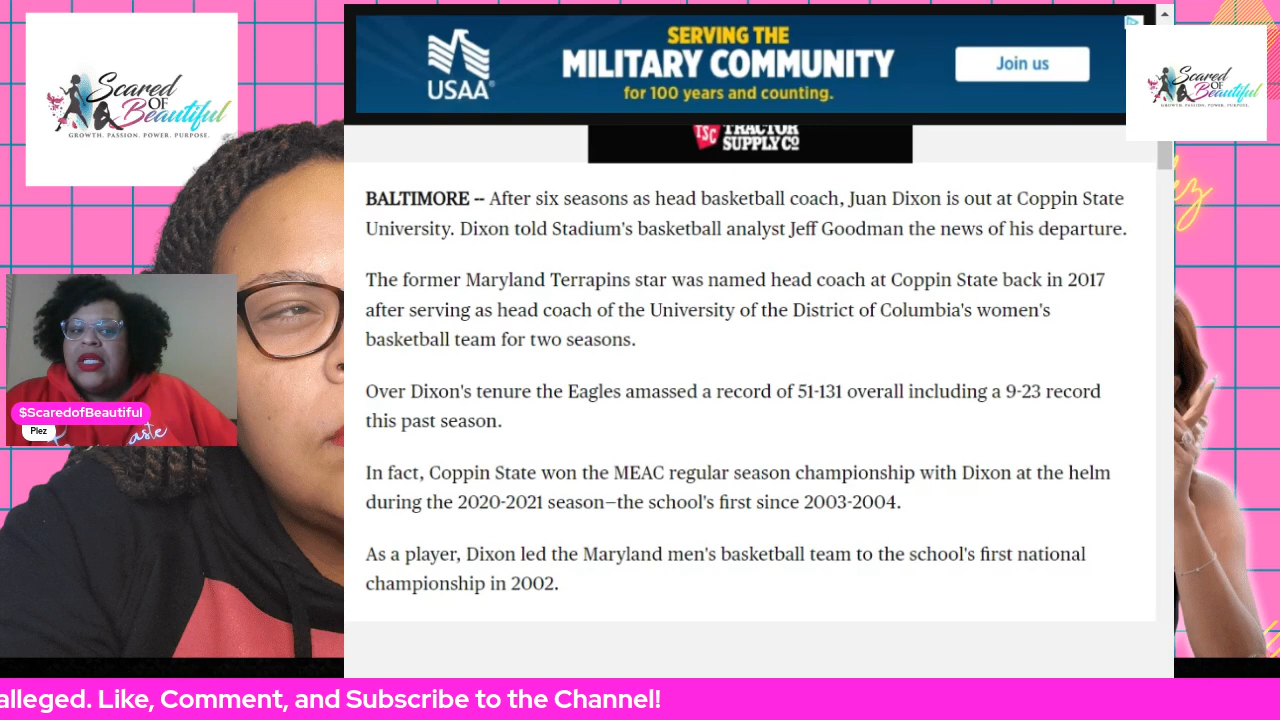 Scared
OF
Beautiful
GROWTH. PASSION. POWER. PURPOSE.
USAA®
SERVING THE
MILITARY COMMUNITY
for 100 years and counting.
Join us
Scared
OF
Beautiful
GROWTH. PASSION. POWER. PURPOSE.
TSC TRACTOR
SUPPLY CO
BALTIMORE -- After six seasons as head basketball coach, Juan Dixon is out at Coppin State
University. Dixon told Stadium's basketball analyst Jeff Goodman the news of his departure.
The former Maryland Terrapins star was named head coach at Coppin State back in 2017
after serving as head coach of the University of the District of Columbia's women's
basketball team for two seasons.
Over Dixon's tenure the Eagles amassed a record of 51-131 overall including a 9-23 record
this past season.
In fact, Coppin State won the MEAC regular season championship with Dixon at the helm
during the 2020-2021 season—the school's first since 2003-2004.
As a player, Dixon led the Maryland men's basketball team to the school's first national
championship in 2002.
$ScaredofBeautiful
Plez
alleged. Like, Comment, and Subscribe to the Channel!